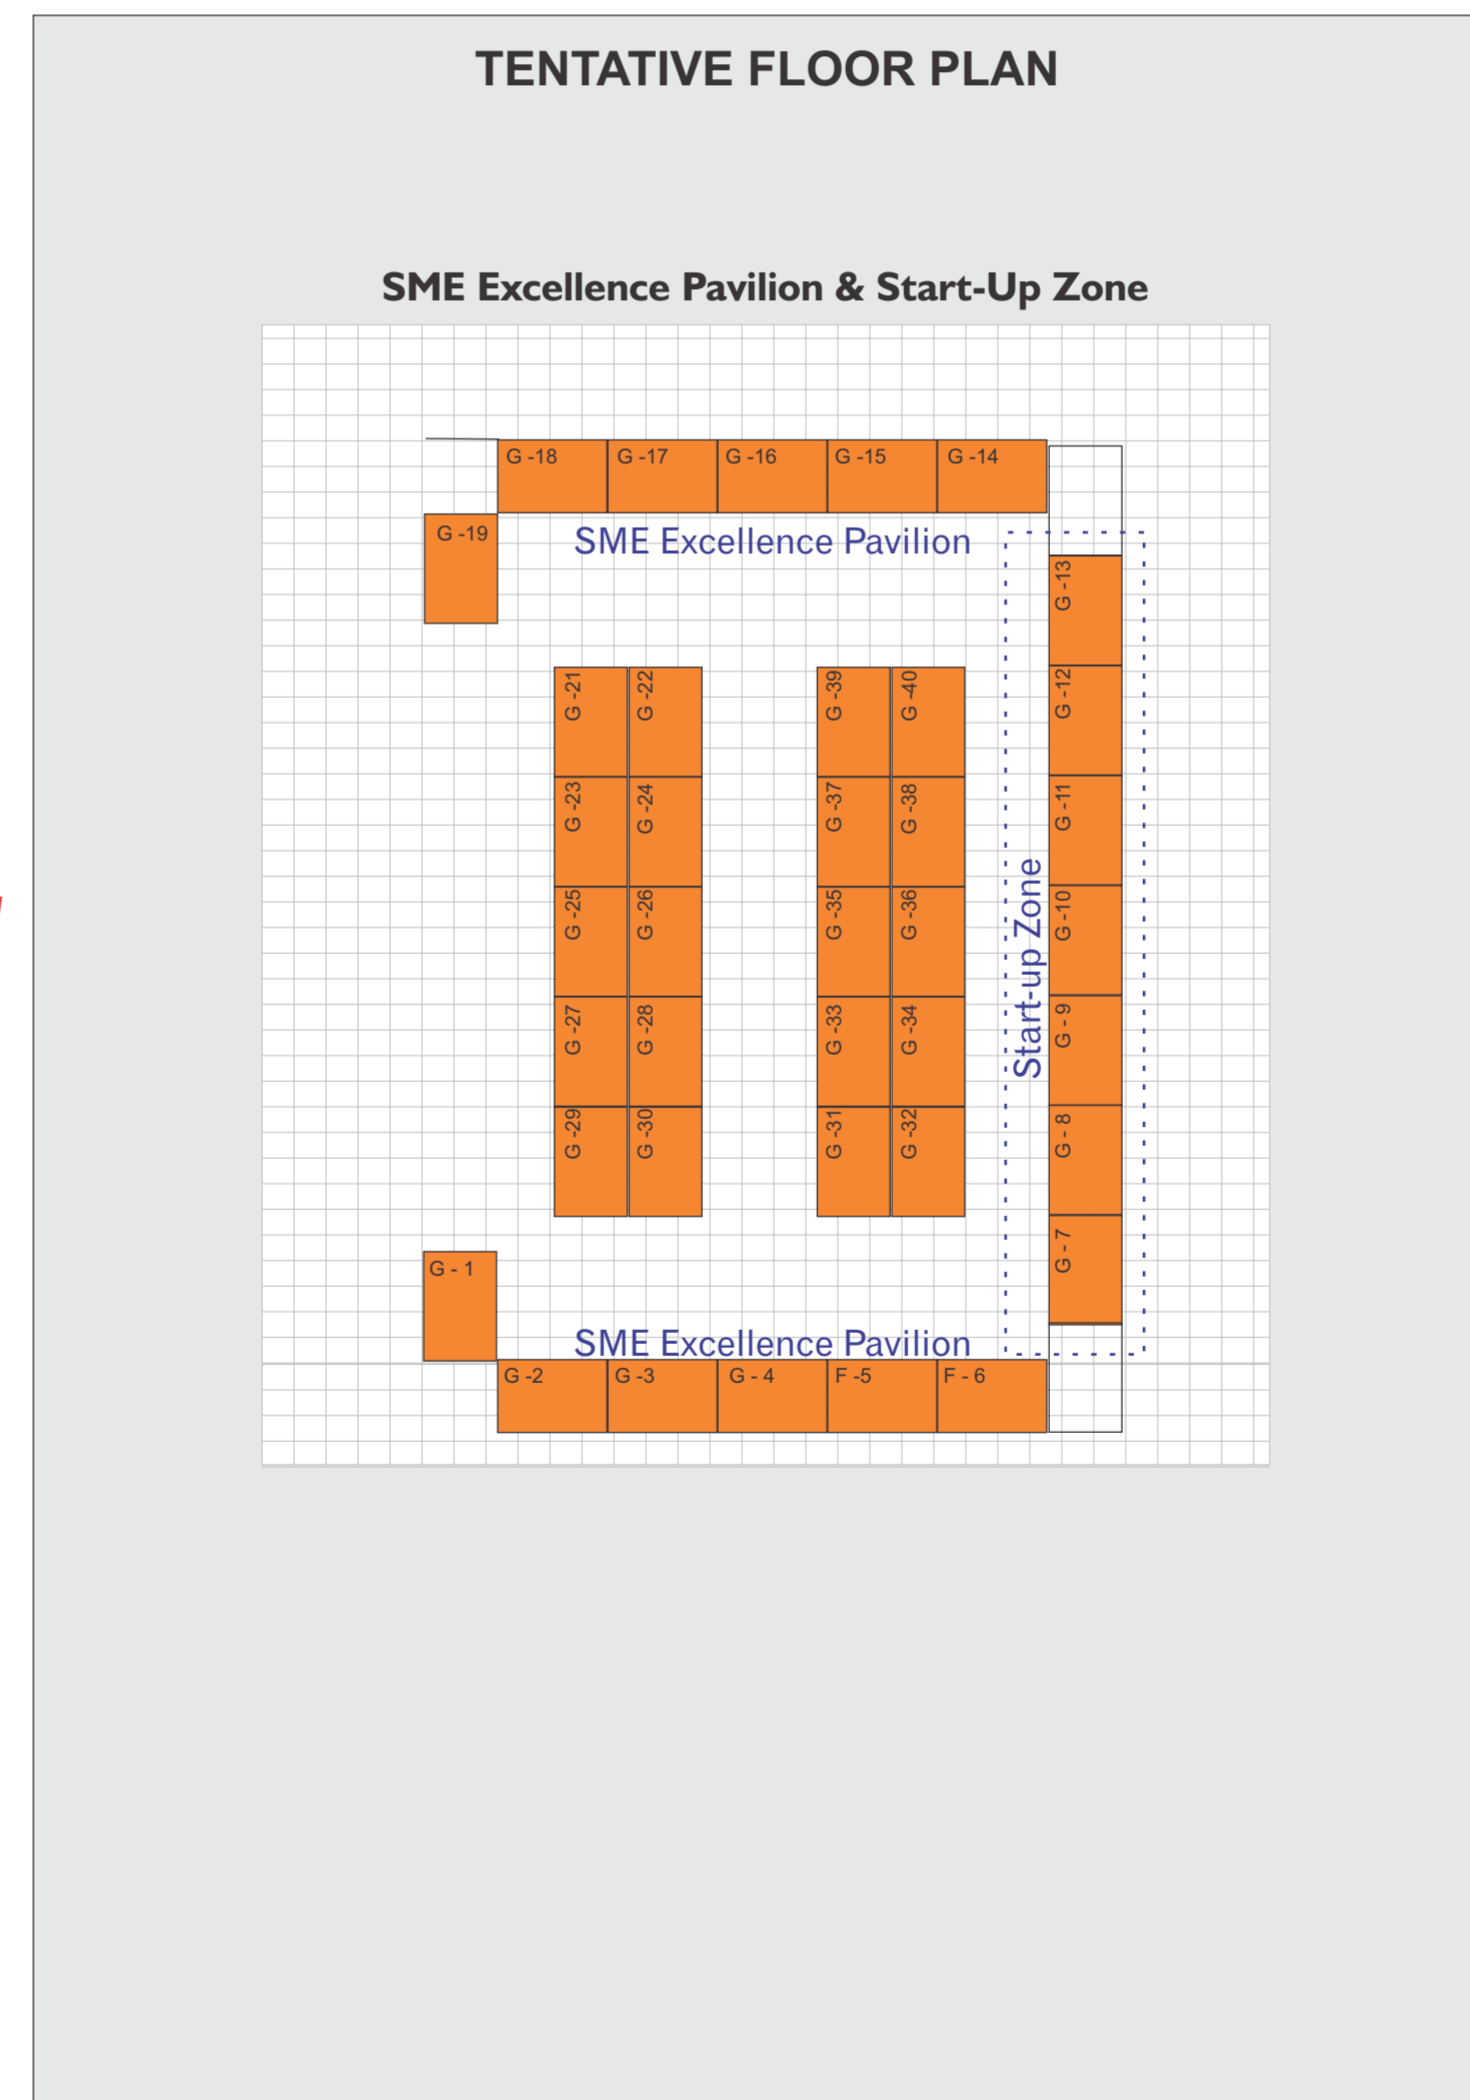 TENTATIVE FLOOR PLAN
SME Excellence Pavilion & Start-Up Zone
G -18
G -17
G -16
G -15
G -14
G -19
SME Excellence Pavilion
G -13
G -21
G -22
G -39
G -40
G -12
G -23
G -24
G -37
G -38
G -11
G -25
G -26
G -35
G -36
G -10
Start-up Zone
G -27
G -28
G -33
G -34
G - 9
G -29
G -30
G -31
G -32
G - 8
G - 7
G - 1
SME Excellence Pavilion
G -2
G -3
G - 4
F -5
F - 6